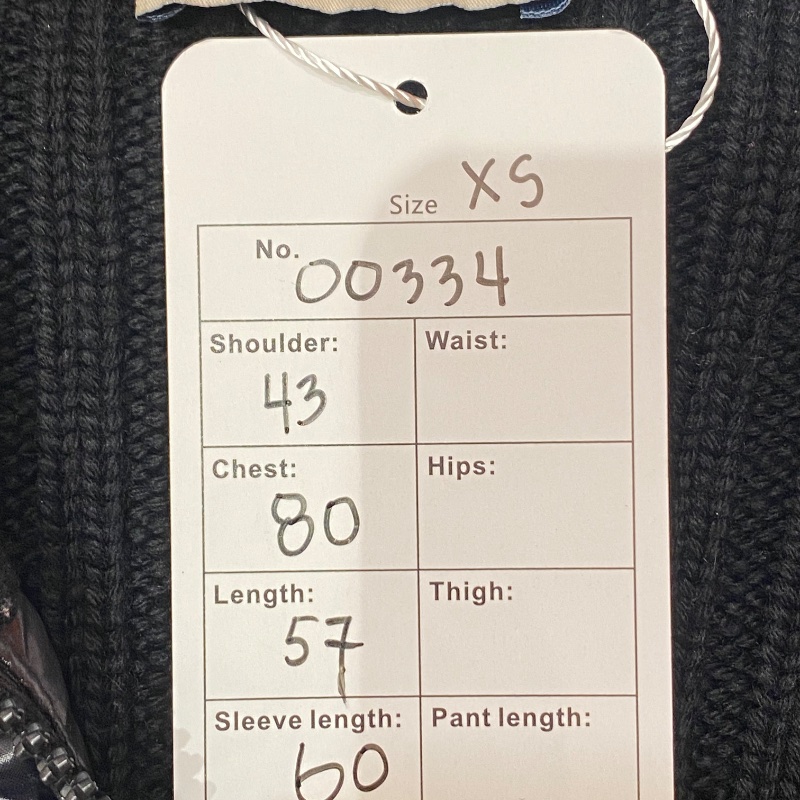 Size XS
No. 00334
Shoulder: Waist:
43
Chest: Hips:
80
Length: Thigh:
57
Sleeve length: Pant length:
60